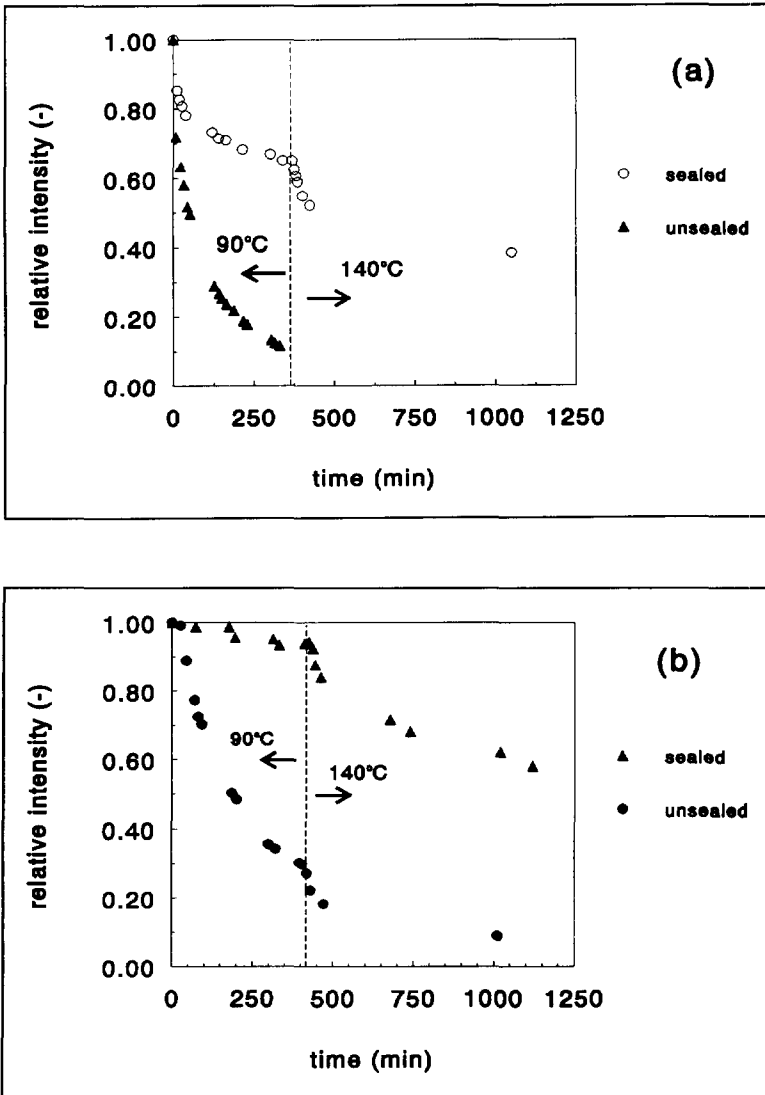 (a)
relative intensity (-)
1.00
0.80
0.60
0.40
0.20
0.00
90°C
140°C
0 250 500 750 1000 1250
time (min)
sealed
unsealed
(b)
relative intensity (-)
1.00
0.80
0.60
0.40
0.20
0.00
90°C
140°C
0 250 500 750 1000 1250
time (min)
sealed
unsealed